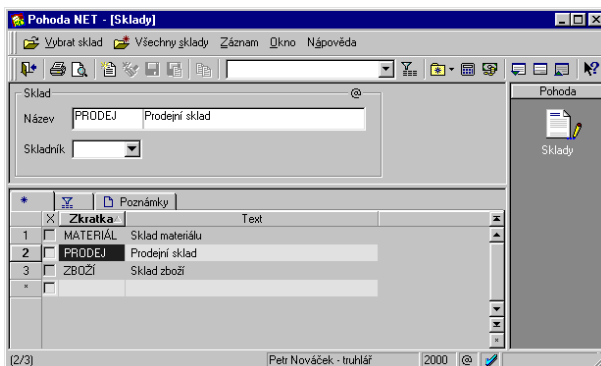 Pohoda NET - [Sklady]
Vybrat sklad Všechny sklady Záznam Okno Nápověda
Sklad @
Název PRODEJ Prodejní sklad
Skladník
Pohoda
Sklady
* Poznámky
X Zkratka Text
1 MATERIÁL Sklad materiálu
2 PRODEJ Prodejní sklad
3 ZBOŽÍ Sklad zboží
*
(2/3) Petr Nováček - truhlář 2000 @